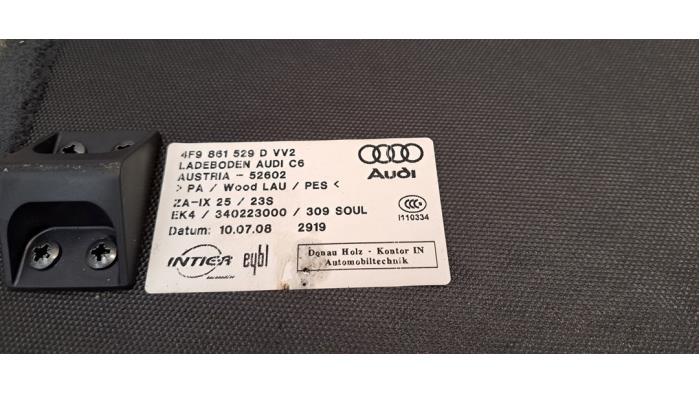 4F9 861 529 D VV2
LADEBODEN AUDI C6
AUSTRIA - 52602
> PA / Wood LAU / PES <
ZA-IX 25 / 23S
EK4 / 340223000 / 309 SOUL
Datum: 10.07.08 2919
Audi
CCC
I110334
INTIER eybl
Donau Holz - Kontor IN
Automobiltechnik